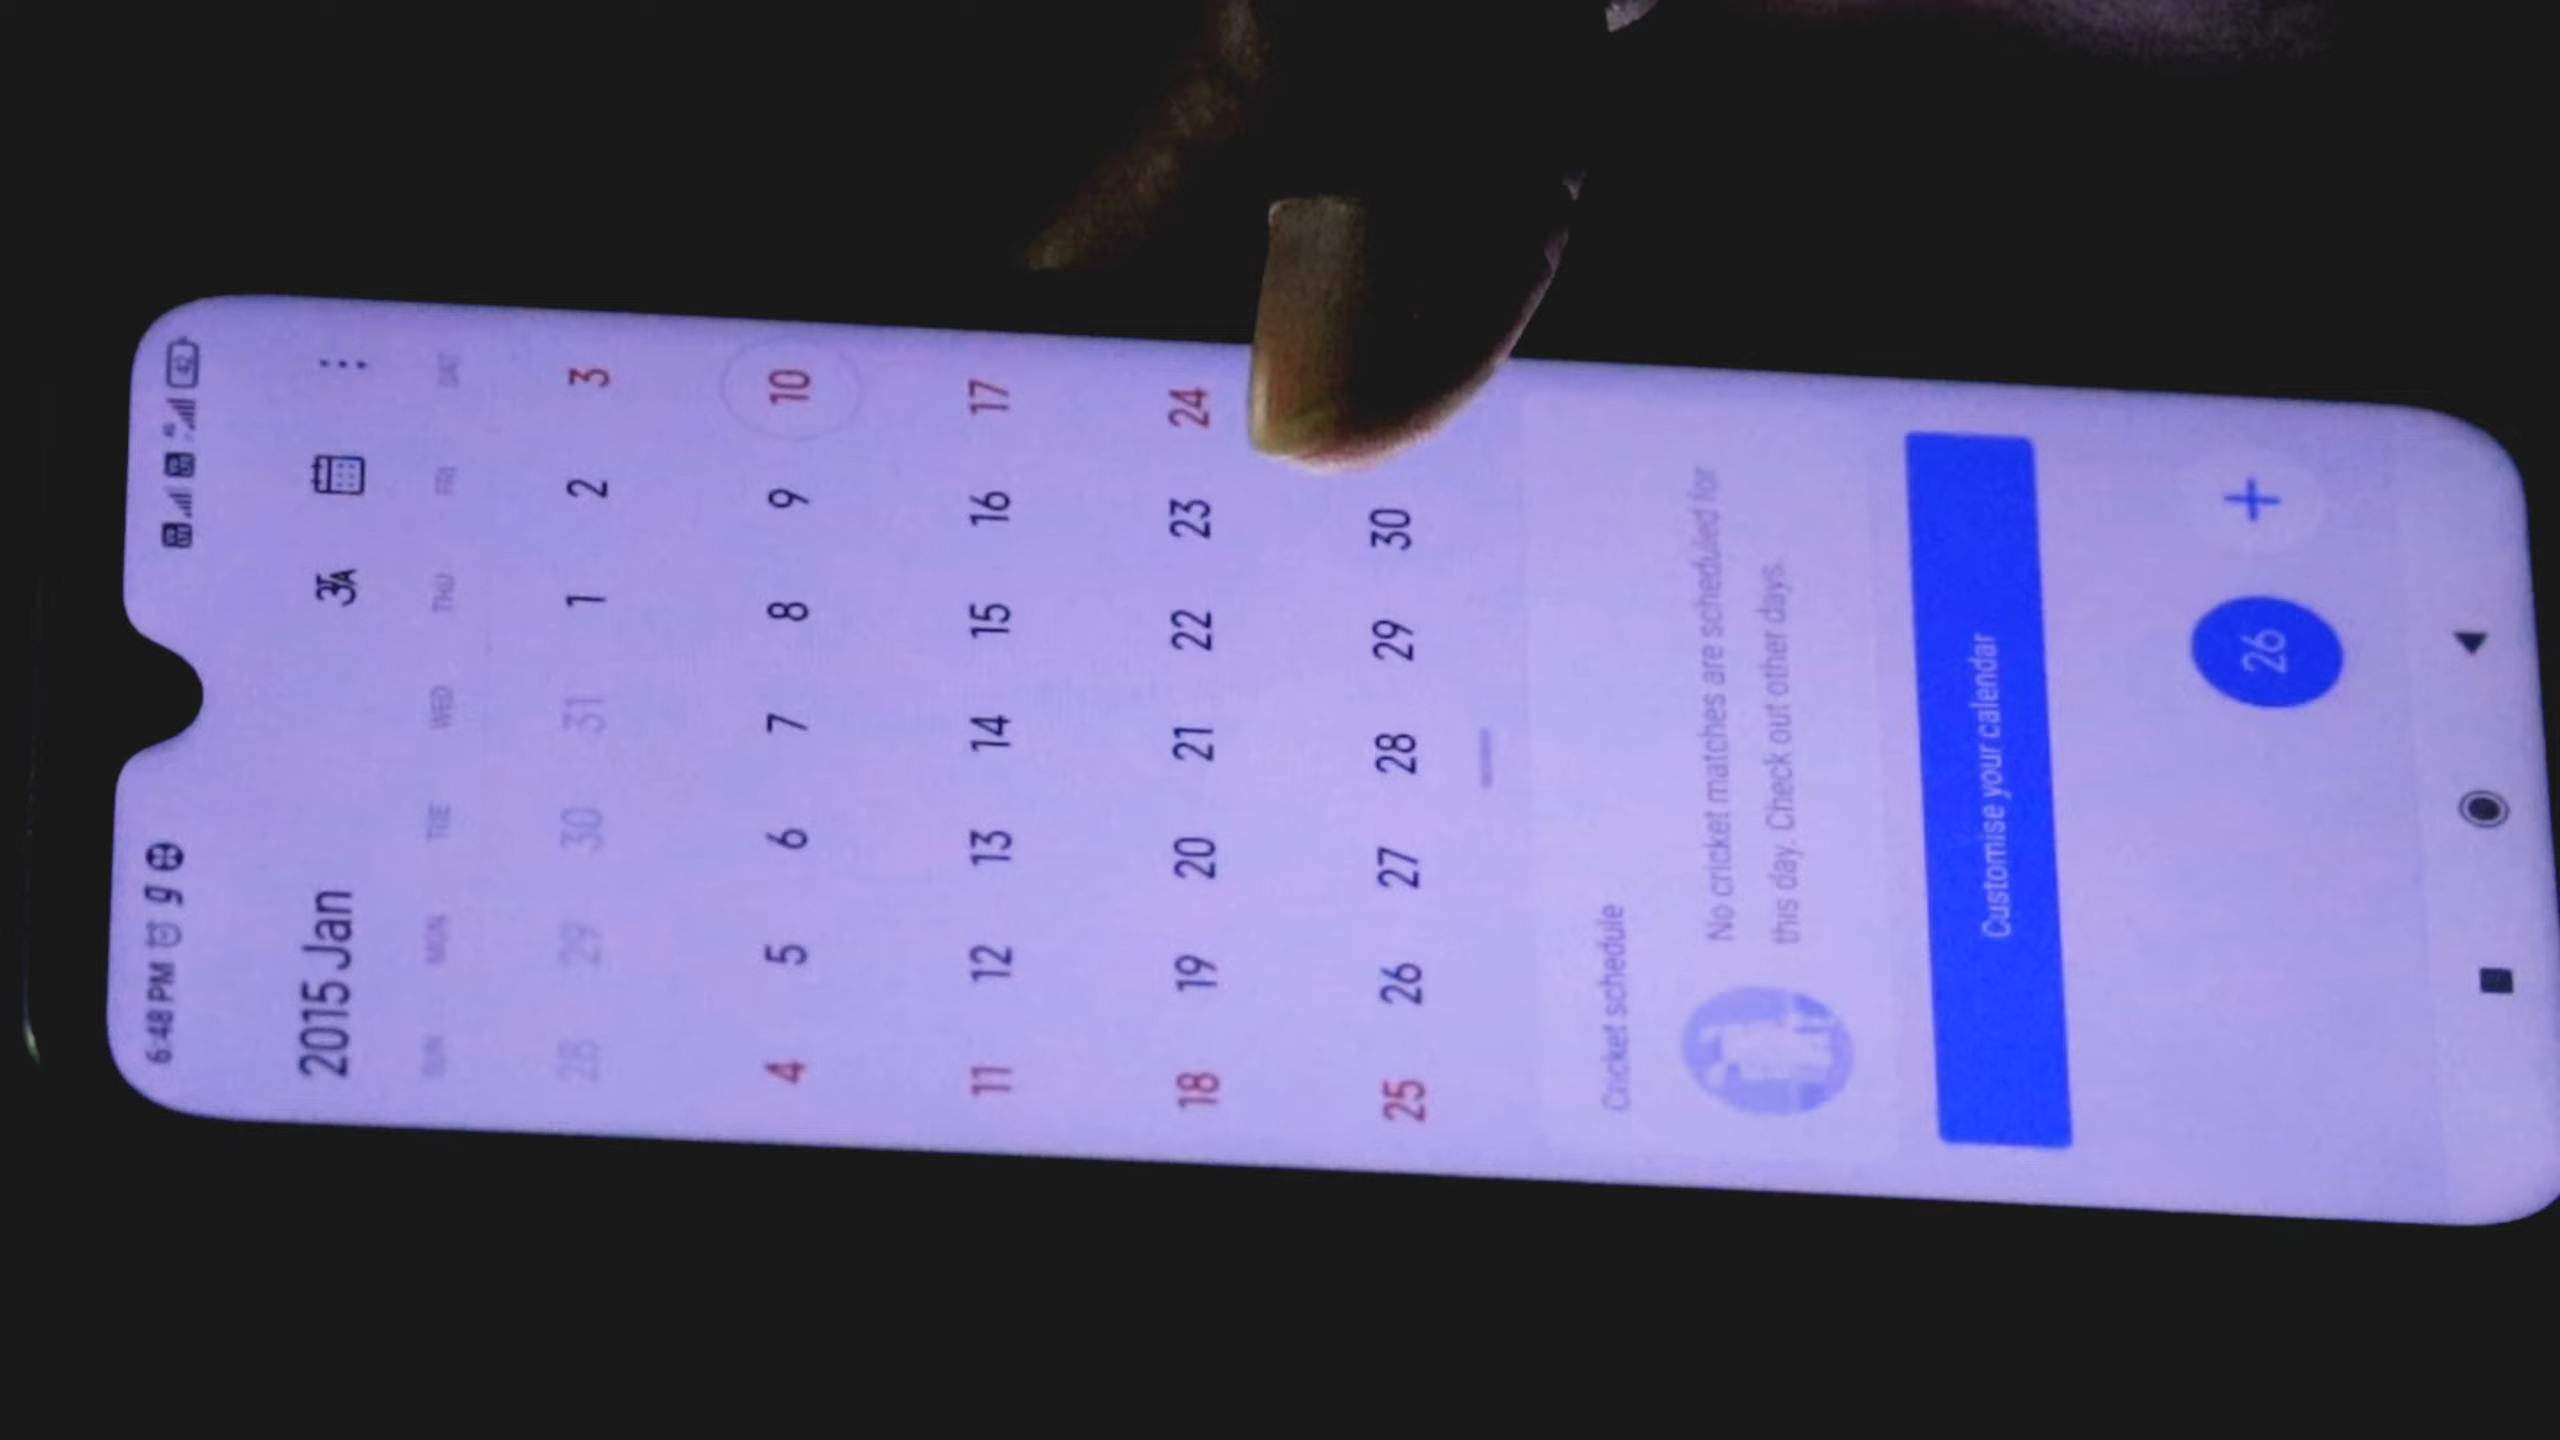 6:48 PM g 42
2015 Jan
SUN MON TUE WED THU FRI SAT
28 29 30 31 1 2 3
4 5 6 7 8 9 10
11 12 13 14 15 16 17
18 19 20 21 22 23 24
25 26 27 28 29 30
Cricket schedule
No cricket matches are scheduled for
this day. Check out other days.
Customise your calendar
26 +